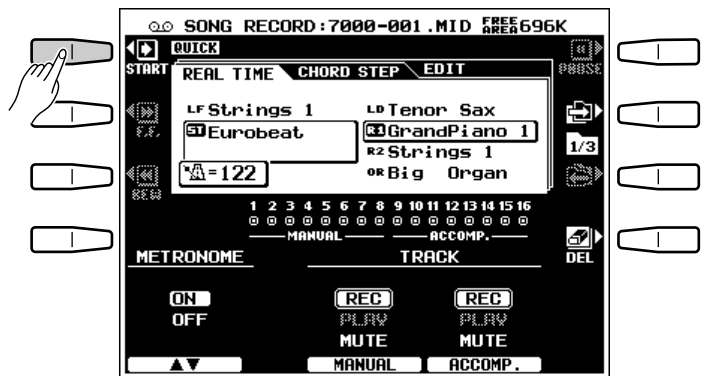 SONG RECORD:7000-001.MID FREE AREA 696K
QUICK
START
PAUSE
REAL TIME CHORD STEP EDIT
LF Strings 1 LD Tenor Sax
ST Eurobeat R1 GrandPiano 1
F.F.
R2 Strings 1
1/3
=122 OR Big Organ
REW
1 2 3 4 5 6 7 8 9 10 11 12 13 14 15 16
MANUAL ACCOMP.
METRONOME TRACK DEL
ON REC REC
OFF PLAY PLAY
MUTE MUTE
▲▼ MANUAL ACCOMP.